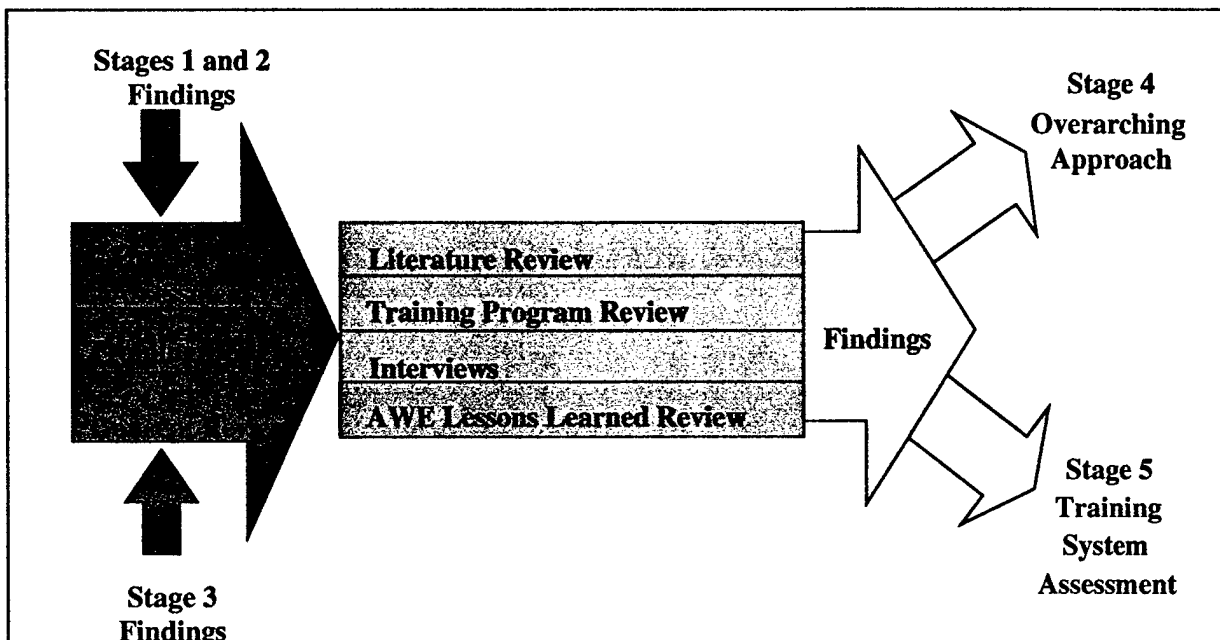 Stages 1 and 2
Findings
Stage 3
Findings
Literature Review
Training Program Review
Interviews
AWE Lessons Learned Review
Findings
Stage 4
Overarching
Approach
Stage 5
Training
System
Assessment